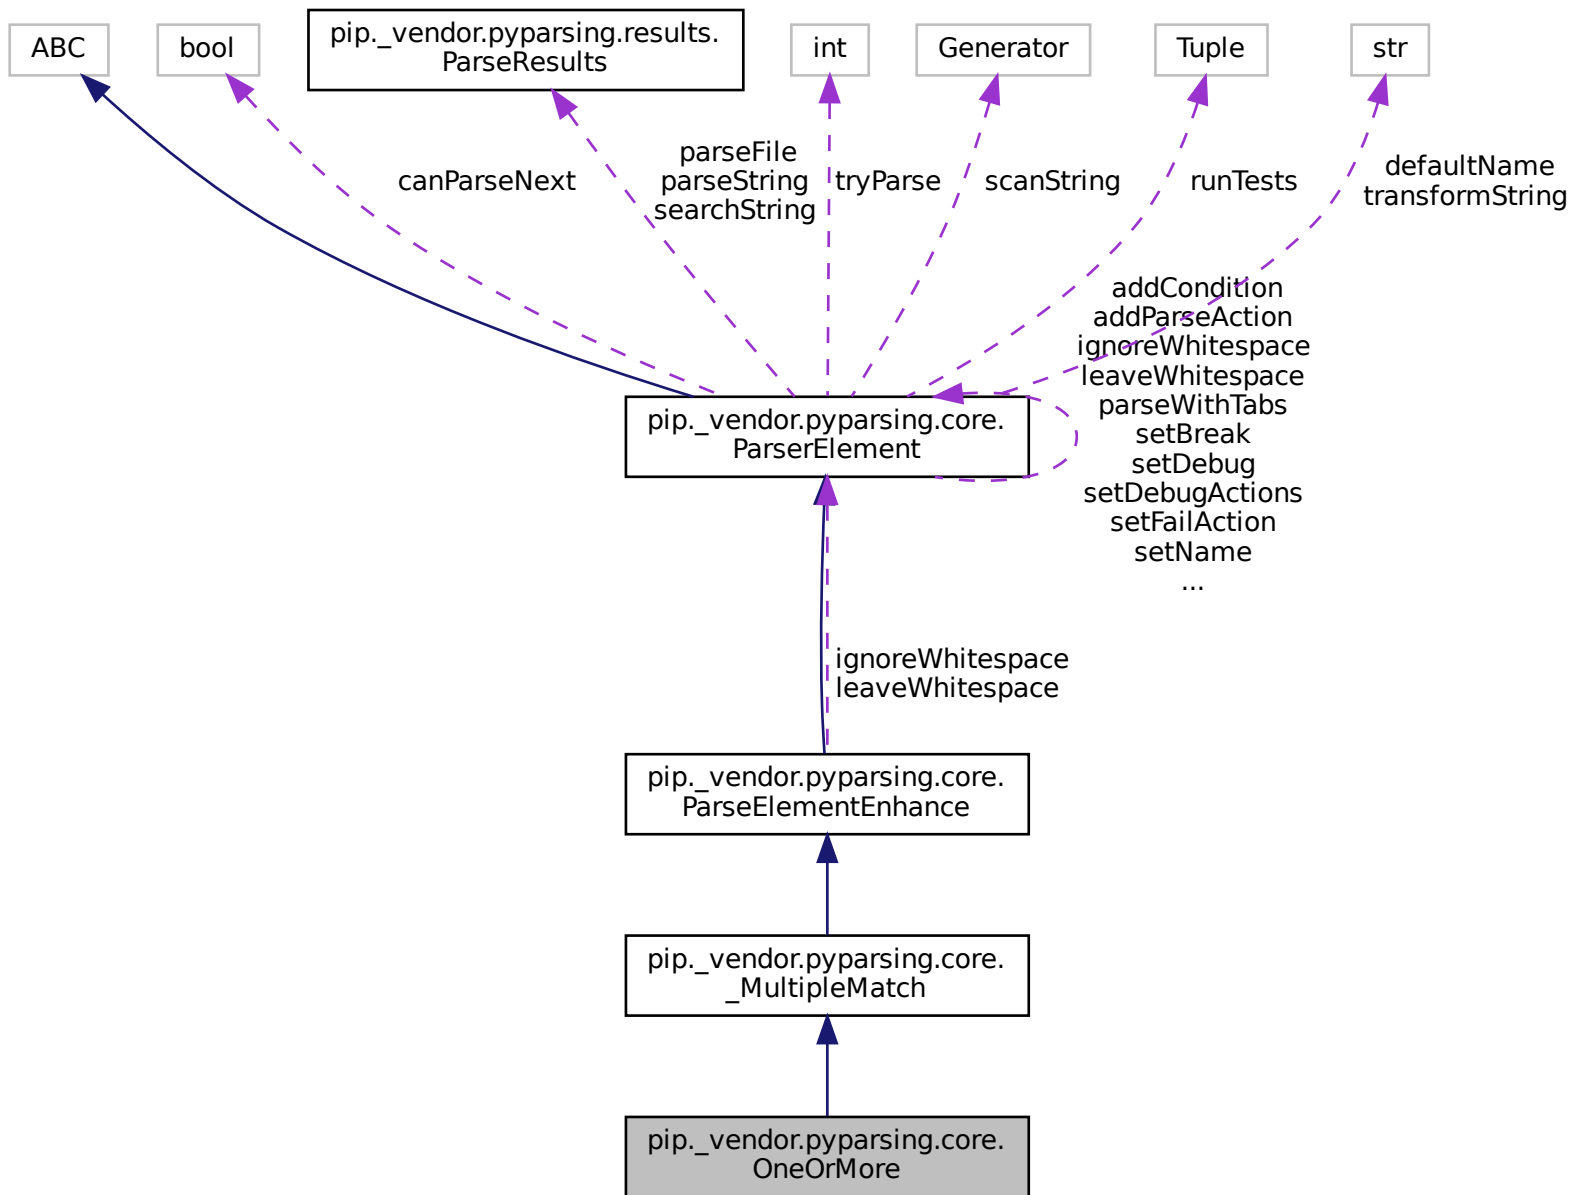 ABC
bool
pip._vendor.pyparsing.results.
ParseResults
int
Generator
Tuple
str
canParseNext
parseFile
parseString
searchString
tryParse
scanString
runTests
defaultName
transformString
addCondition
addParseAction
ignoreWhitespace
leaveWhitespace
parseWithTabs
setBreak
setDebug
setDebugActions
setFailAction
setName
...
pip._vendor.pyparsing.core.
ParserElement
ignoreWhitespace
leaveWhitespace
pip._vendor.pyparsing.core.
ParseElementEnhance
pip._vendor.pyparsing.core.
_MultipleMatch
pip._vendor.pyparsing.core.
OneOrMore